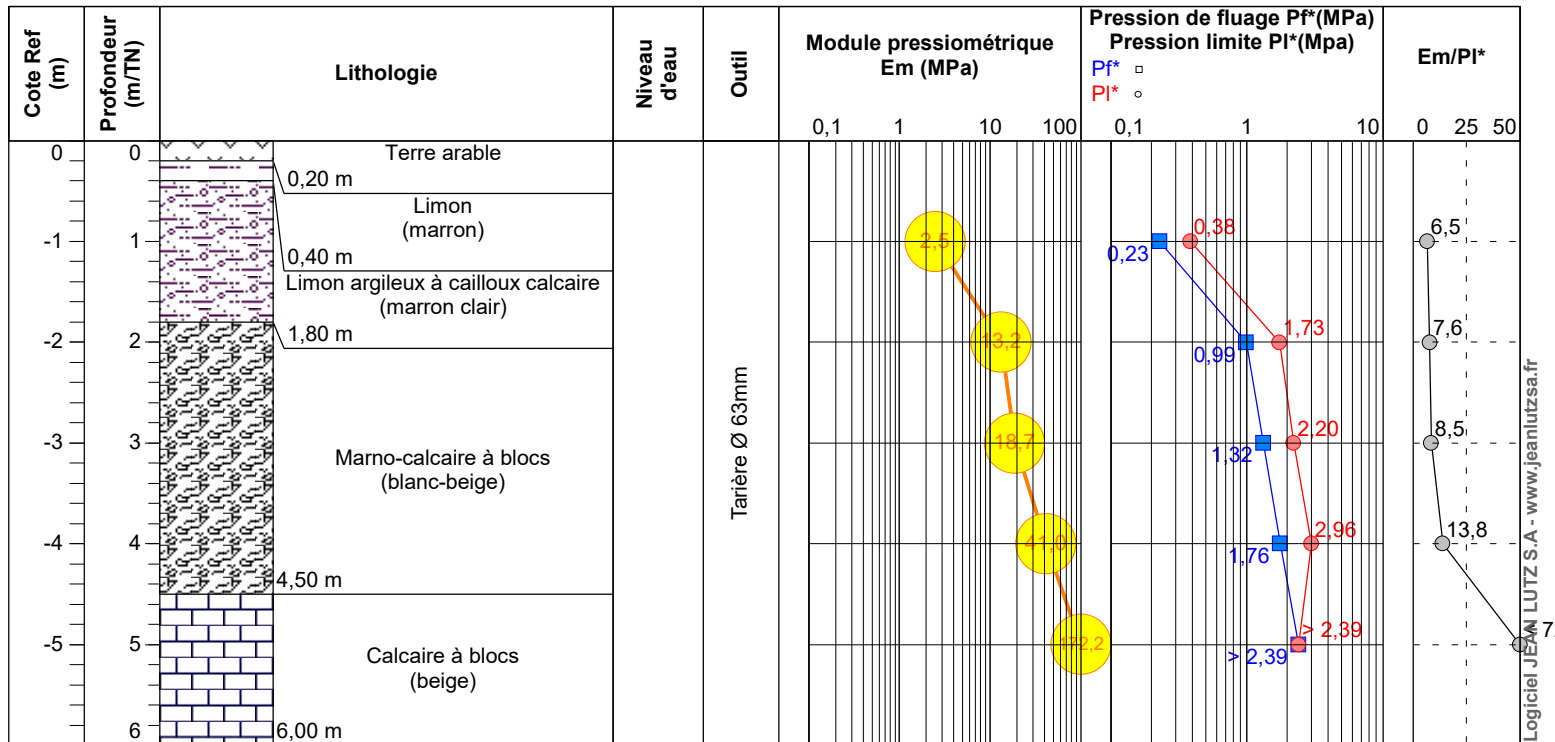 Cote Ref
(m)
Profondeur
(m/TN)
Lithologie
Niveau
d'eau
Outil
Module pressiométrique
Em (MPa)
Pression de fluage Pf*(MPa)
Pression limite Pl*(Mpa)
Pf*
Pl*
Em/Pl*
0,1 1 10 100
0,1 1 10
0 25 50
0 0
-1 1
-2 2
-3 3
-4 4
-5 5
6
Terre arable
0,20 m
Limon
(marron)
0,40 m
Limon argileux à cailloux calcaire
(marron clair)
1,80 m
Marno-calcaire à blocs
(blanc-beige)
4,50 m
Calcaire à blocs
(beige)
6,00 m
Tarière Ø 63mm
2,5
13,2
18,7
41,0
172,2
0,23
0,99
1,32
1,76
> 2,39
0,38
1,73
2,20
2,96
> 2,39
6,5
7,6
8,5
13,8
Logiciel JEAN LUTZ S.A - www.jeanlutzsa.fr